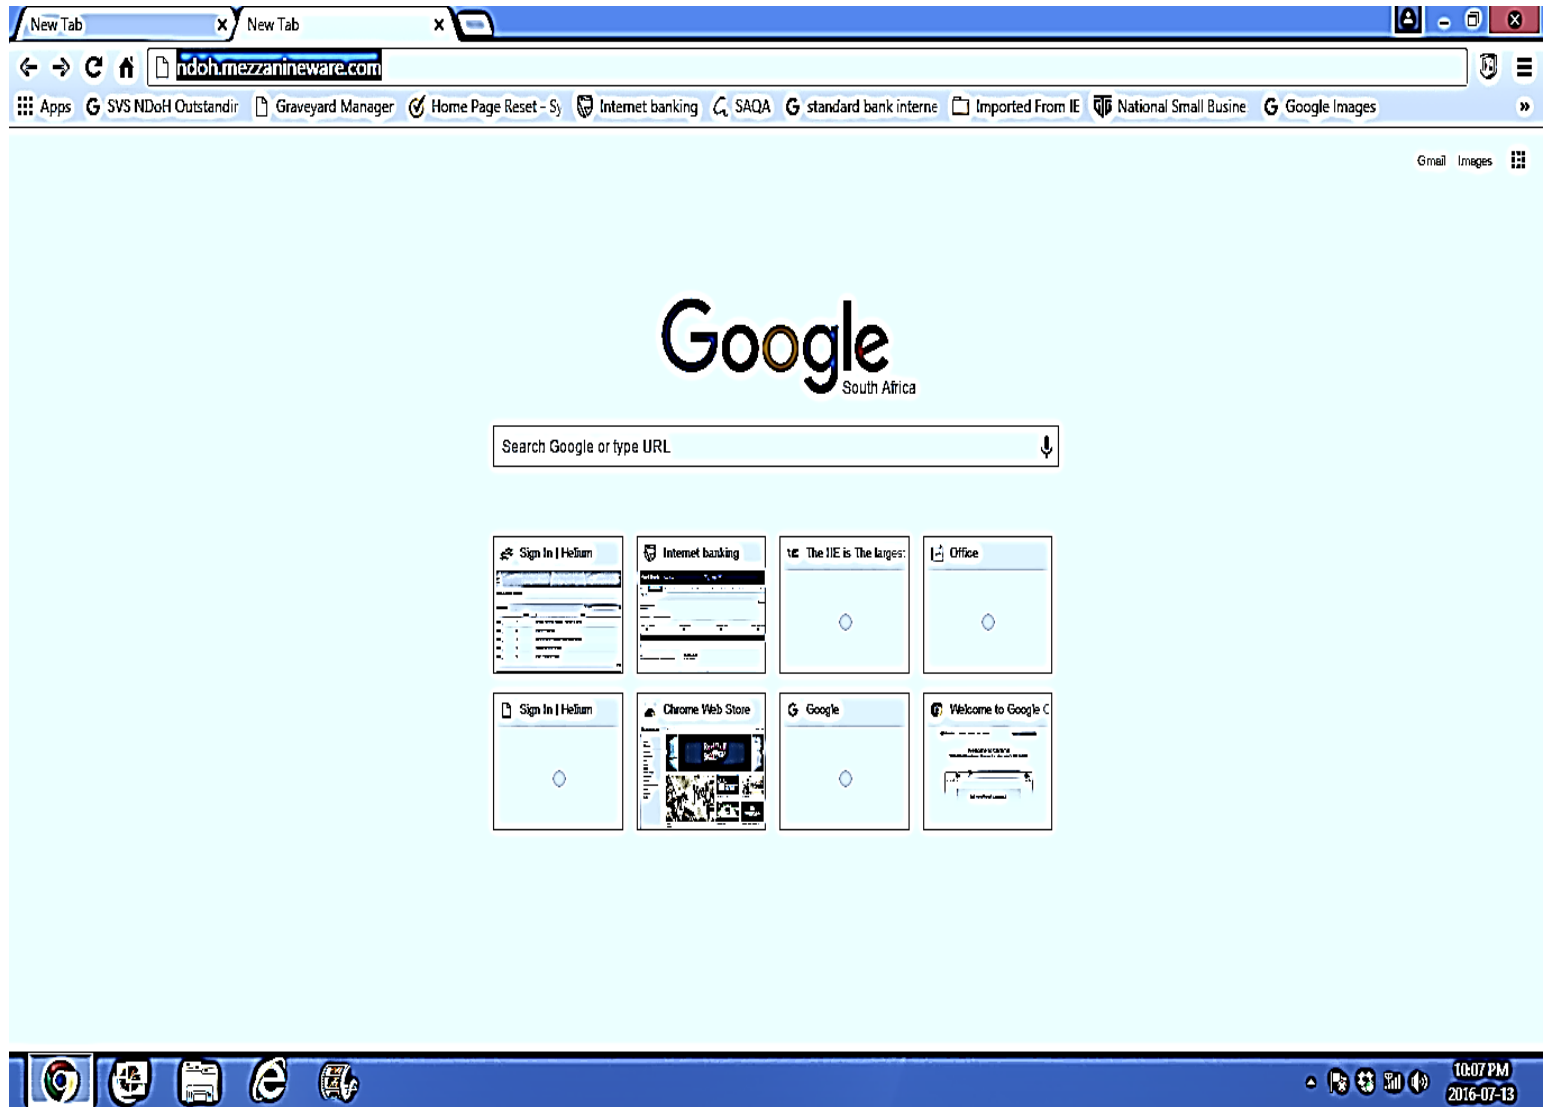 New Tab
New Tab
ndoh.mezzanineware.com
Apps
SVS NDoH Outstandin
Graveyard Manager
Home Page Reset - Sy
Internet banking
SAQA
standard bank interne
Imported From IE
National Small Busine
Google Images
Gmail Images
Google
South Africa
Search Google or type URL
Sign In | Helium
Internet banking
The IIE is The larges
Office
Sign In | Helium
Chrome Web Store
Google
Welcome to Google C
10:07 PM
2016-07-13